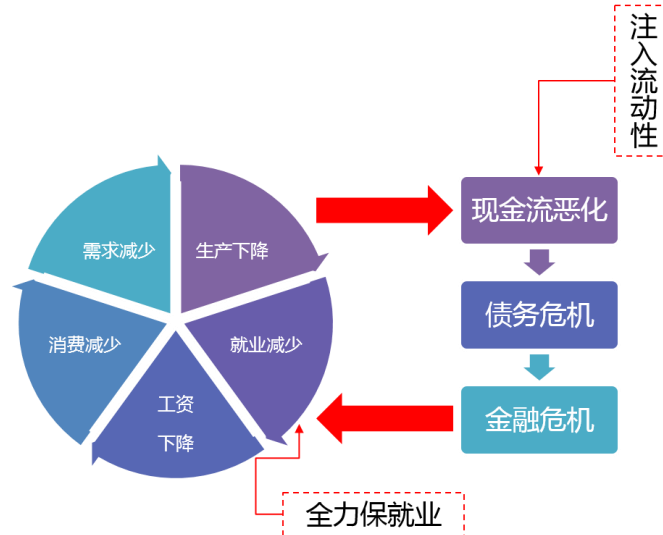 注入流动性
需求减少
生产下降
现金流恶化
消费减少
就业减少
债务危机
工资
下降
金融危机
全力保就业